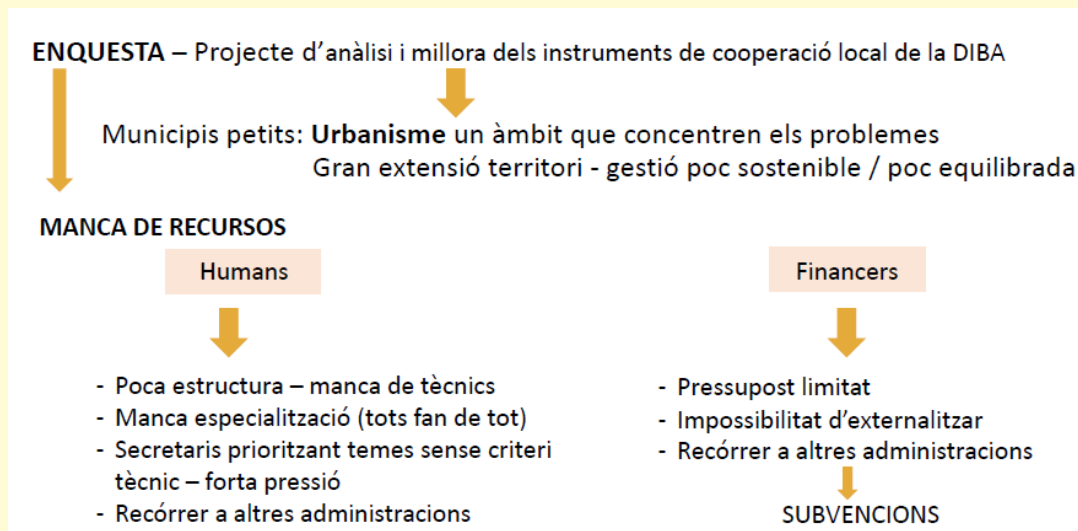 ENQUESTA – Projecte d'anàlisi i millora dels instruments de cooperació local de la DIBA
Municipis petits: Urbanisme un àmbit que concentren els problemes
Gran extensió territori - gestió poc sostenible / poc equilibrada
MANCA DE RECURSOS
Humans
- Poca estructura – manca de tècnics
- Manca especialització (tots fan de tot)
- Secretaris prioritzant temes sense criteri
tècnic – forta pressió
- Recórrer a altres administracions
Financers
- Pressupost limitat
- Impossibilitat d'externalitzar
- Recórrer a altres administracions
SUBVENCIONS